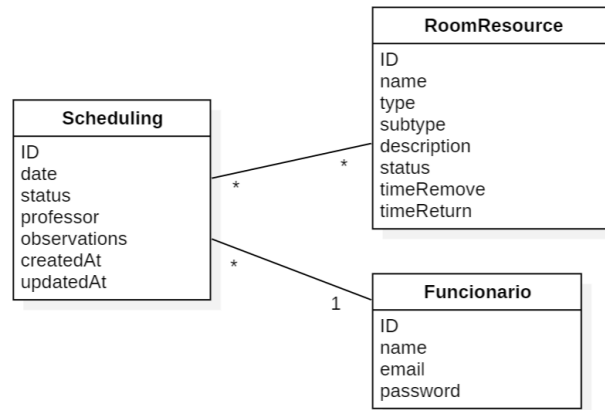 RoomResource
ID
name
type
subtype
description
status
timeRemove
timeReturn
Scheduling
ID
date
status
professor
observations
createdAt
updatedAt
*
*
*
1
Funcionario
ID
name
email
password